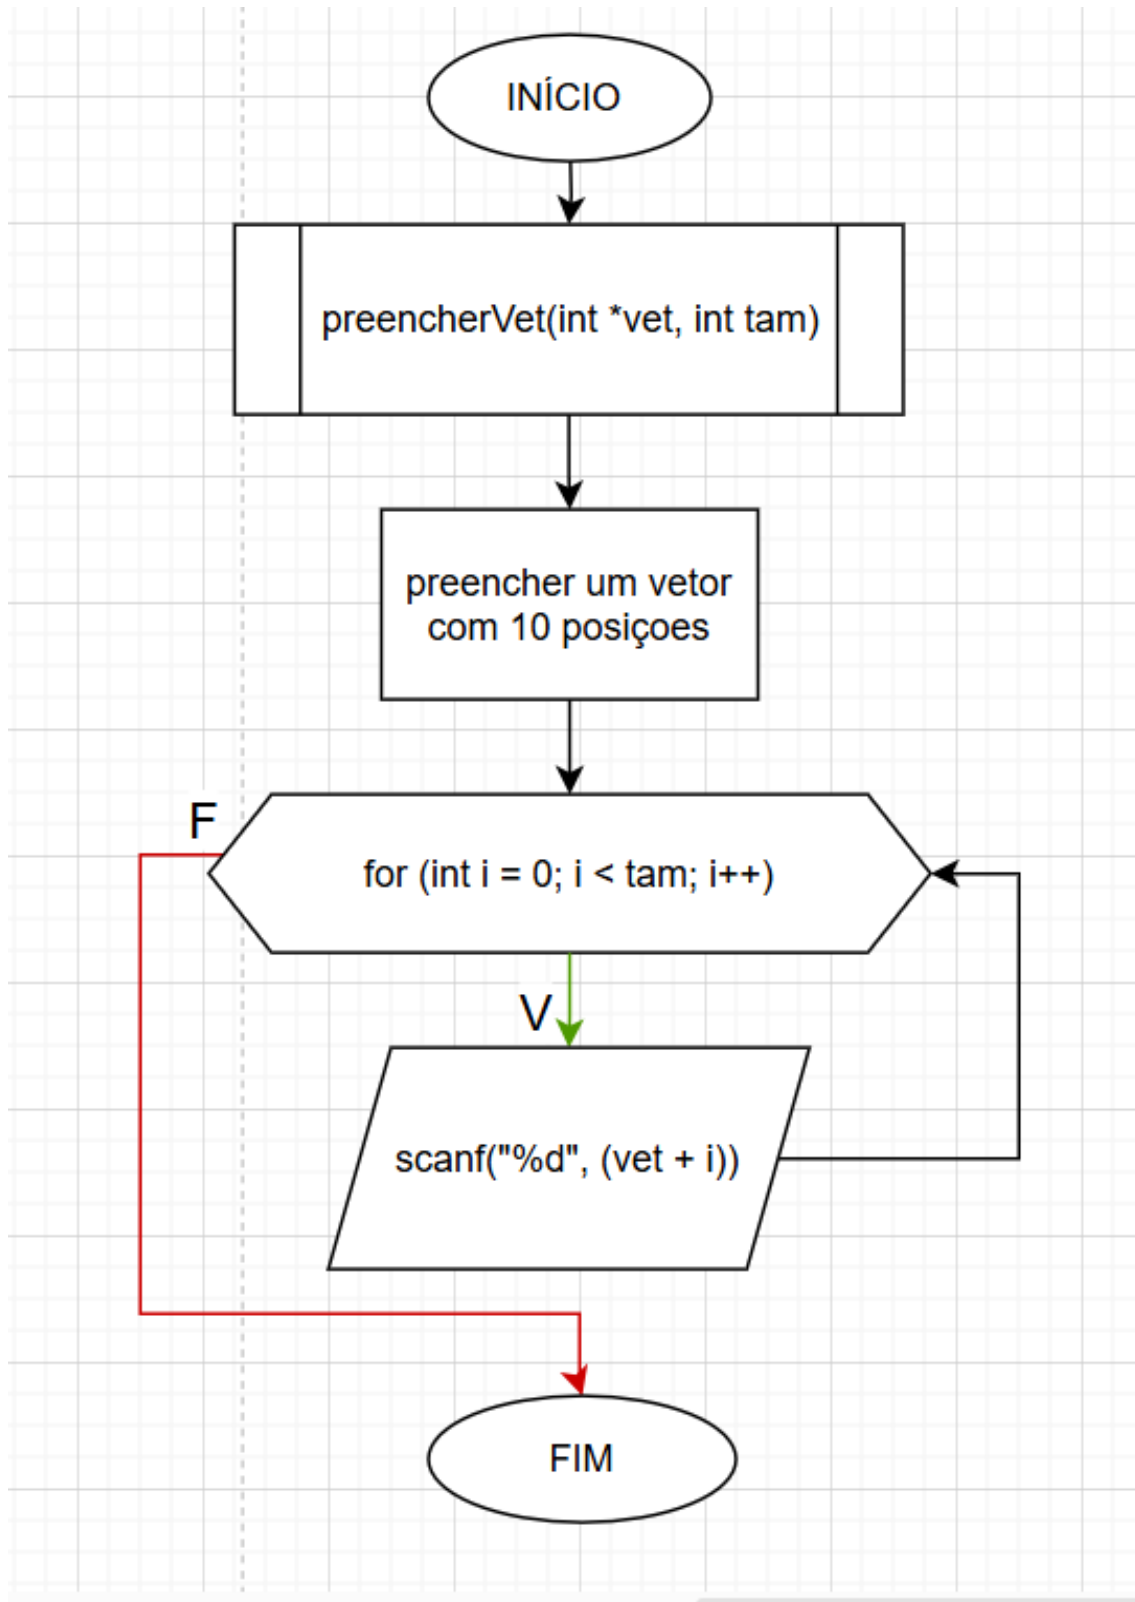 INÍCIO
preencherVet(int *vet, int tam)
preencher um vetor
com 10 posiçoes
F
for (int i = 0; i < tam; i++)
V
scanf("%d", (vet + i))
FIM